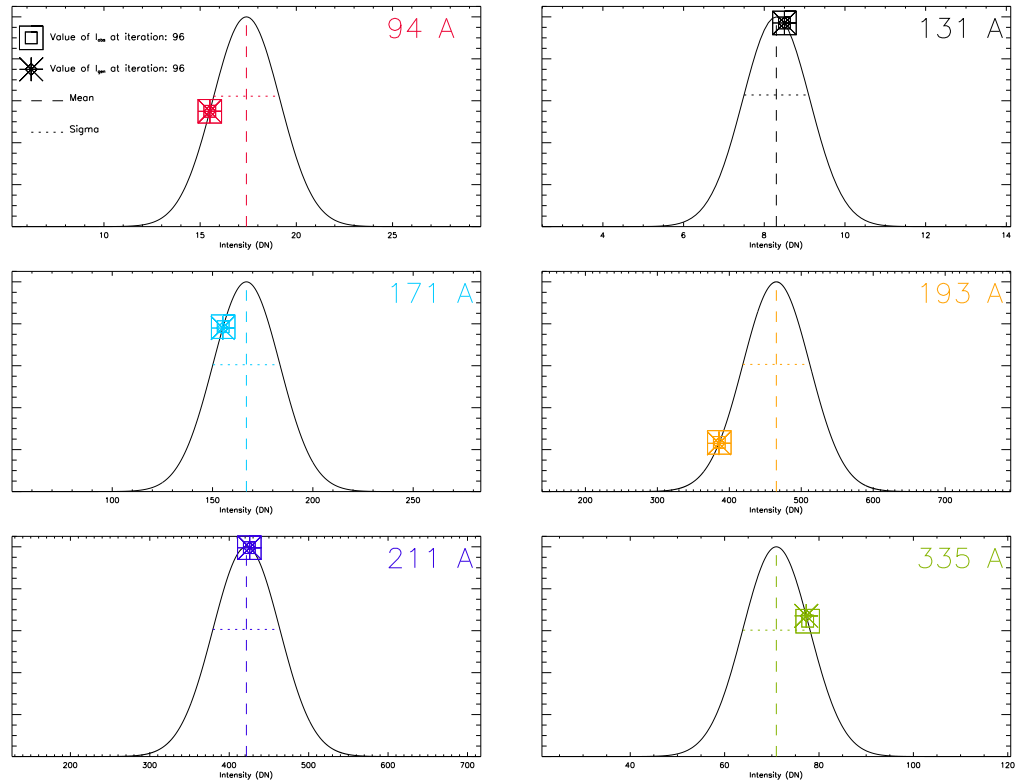 94 A
Value of I_obs at iteration: 96
Value of I_gen at iteration: 96
Mean
Sigma
10 15 20 25
Intensity (DN)
131 A
4 6 8 10 12 14
Intensity (DN)
171 A
100 150 200 250
Intensity (DN)
193 A
200 300 400 500 600 700
Intensity (DN)
211 A
200 300 400 500 600 700
Intensity (DN)
335 A
40 60 80 100 120
Intensity (DN)